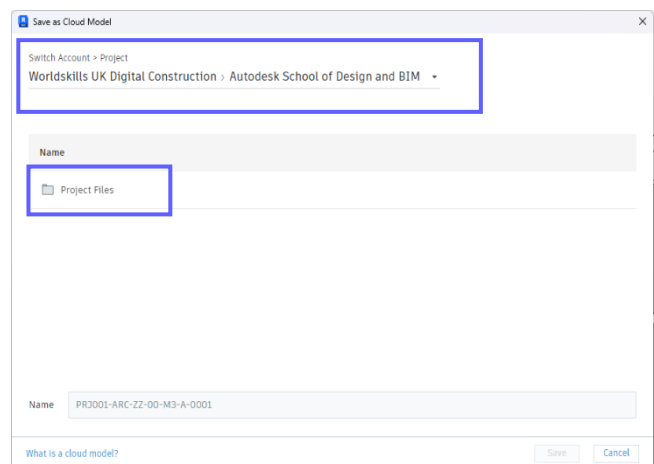 Save as Cloud Model
Switch Account > Project
Worldskills UK Digital Construction > Autodesk School of Design and BIM
Name
Project Files
Name PRJ001-ARC-ZZ-00-M3-A-0001
What is a cloud model? Save Cancel